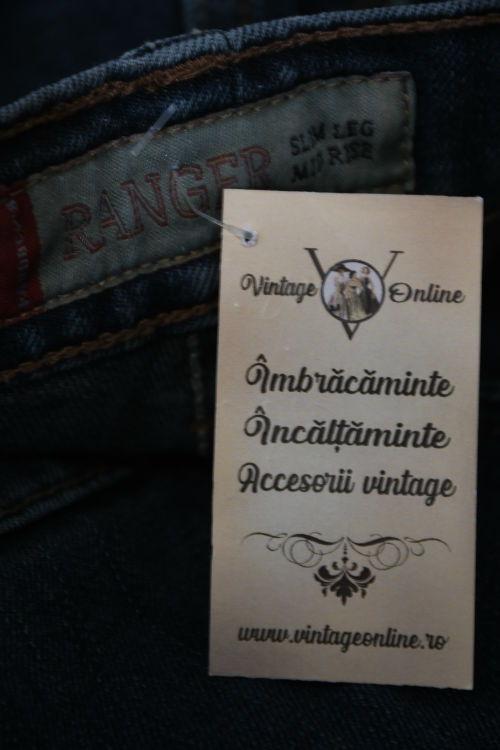 RANGER
SLIM LEG
MID RISE
Vintage Online
Îmbrăcăminte
Încălțăminte
Accesorii vintage
www.vintageonline.ro